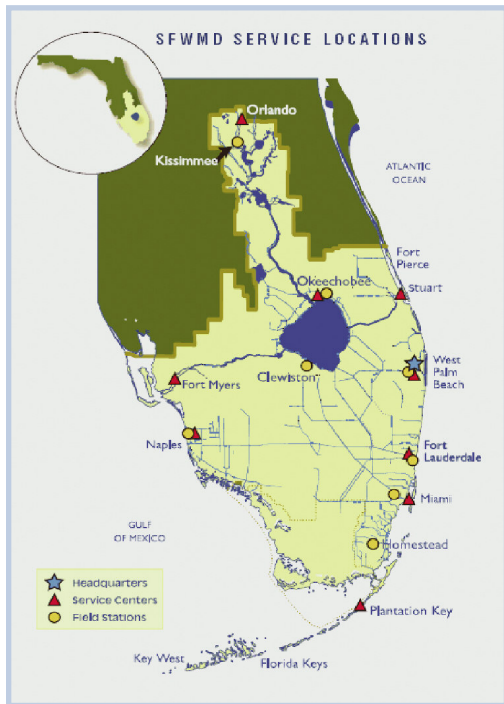 SFWMD SERVICE LOCATIONS
Orlando
Kissimmee
ATLANTIC
OCEAN
Fort
Pierce
Okeechobee
Stuart
West
Palm
Beach
Clewiston
Fort Myers
Naples
Fort
Lauderdale
Miami
GULF
OF MEXICO
Homestead
Headquarters
Service Centers
Field Stations
Plantation Key
Key West
Florida Keys